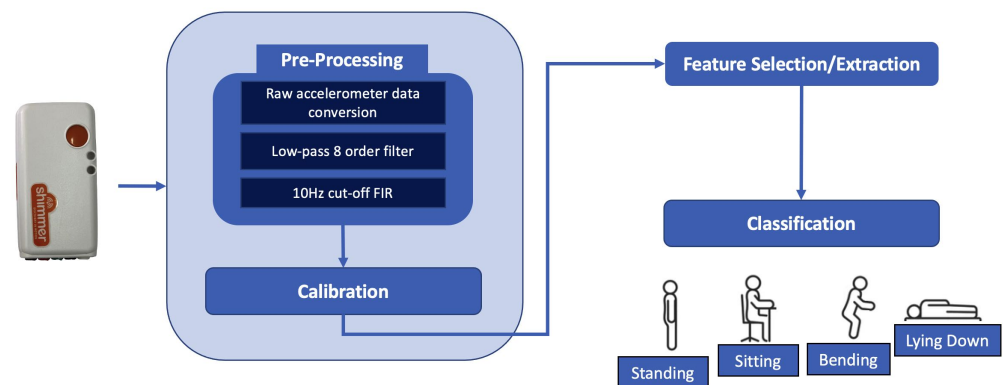 shimmer
Pre-Processing
Raw accelerometer data
conversion
Low-pass 8 order filter
10Hz cut-off FIR
Calibration
Feature Selection/Extraction
Classification
Standing
Sitting
Bending
Lying Down